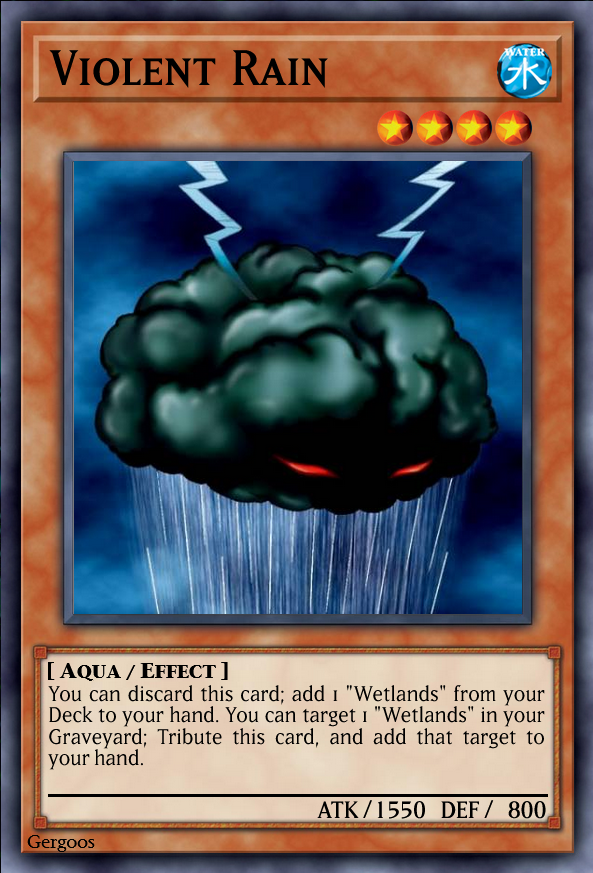 Violent Rain
WATER
水
[ Aqua / Effect ]
You can discard this card; add 1 "Wetlands" from your
Deck to your hand. You can target 1 "Wetlands" in your
Graveyard; Tribute this card, and add that target to
your hand.
ATK / 1550 DEF / 800
Gergoos